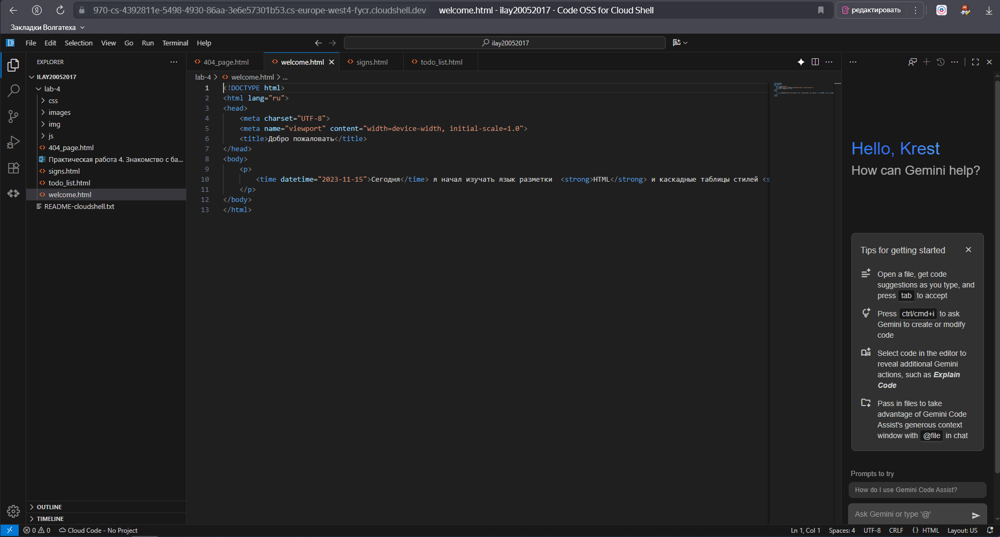 970-cs-4392811e-5498-4930-86aa-3e6e57301b53.cs-europe-west4-fycr.cloudshell.dev welcome.html - ilay20052017 - Code OSS for Cloud Shell редактировать
Закладки Волгатеха
File Edit Selection View Go Run Terminal Help ilay20052017
EXPLORER
ILAY20052017
lab-4
css
images
img
js
404_page.html
Практическая работа 4. Знакомство с ба...
signs.html
todo_list.html
welcome.html
README-cloudshell.txt
OUTLINE
TIMELINE
404_page.html welcome.html signs.html todo_list.html
lab-4 > welcome.html > ...
1 <!DOCTYPE html>
2 <html lang="ru">
3 <head>
4 <meta charset="UTF-8">
5 <meta name="viewport" content="width=device-width, initial-scale=1.0">
6 <title>Добро пожаловать</title>
7 </head>
8 <body>
9 <p>
10 <time datetime="2023-11-15">Сегодня</time> я начал изучать язык разметки <strong>HTML</strong> и каскадные таблицы стилей <s
11 </p>
12 </body>
13 </html>
Hello, Krest
How can Gemini help?
Tips for getting started
Open a file, get code
suggestions as you type, and
press tab to accept
Press ctrl/cmd+i to ask
Gemini to create or modify
code
Select code in the editor to
reveal additional Gemini
actions, such as Explain
Code
Pass in files to take
advantage of Gemini Code
Assist's generous context
window with @file in chat
Prompts to try
How do I use Gemini Code Assist?
Ask Gemini or type '@'
0 0 Cloud Code - No Project Ln 1, Col 1 Spaces: 4 UTF-8 CRLF {} HTML Layout: US